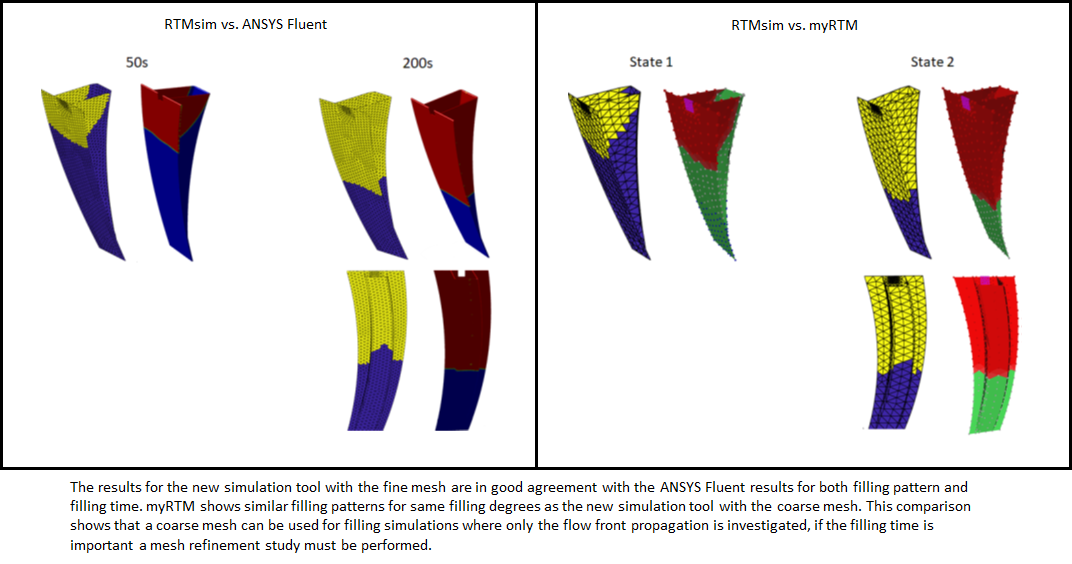 RTMsim vs. ANSYS Fluent
50s
200s
RTMsim vs. myRTM
State 1
State 2
The results for the new simulation tool with the fine mesh are in good agreement with the ANSYS Fluent results for both filling pattern and
filling time. myRTM shows similar filling patterns for same filling degrees as the new simulation tool with the coarse mesh. This comparison
shows that a coarse mesh can be used for filling simulations where only the flow front propagation is investigated, if the filling time is
important a mesh refinement study must be performed.